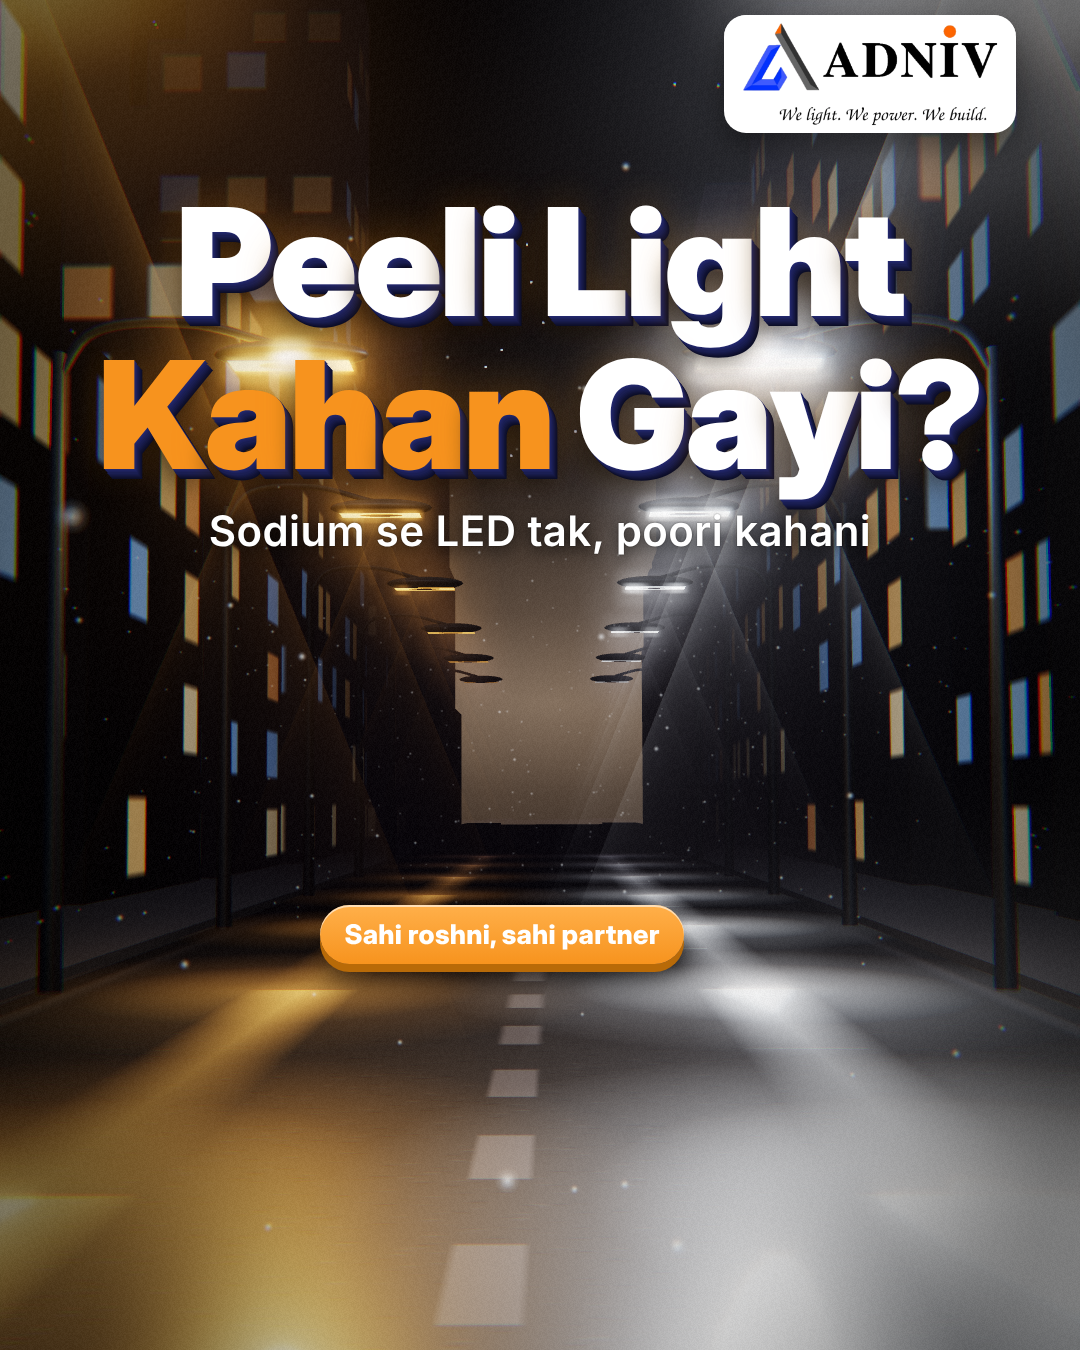 ADNIV
We light. We power. We build.
Peeli Light
Kahan Gayi?
Sodium se LED tak, poori kahani
Sahi roshni, sahi partner